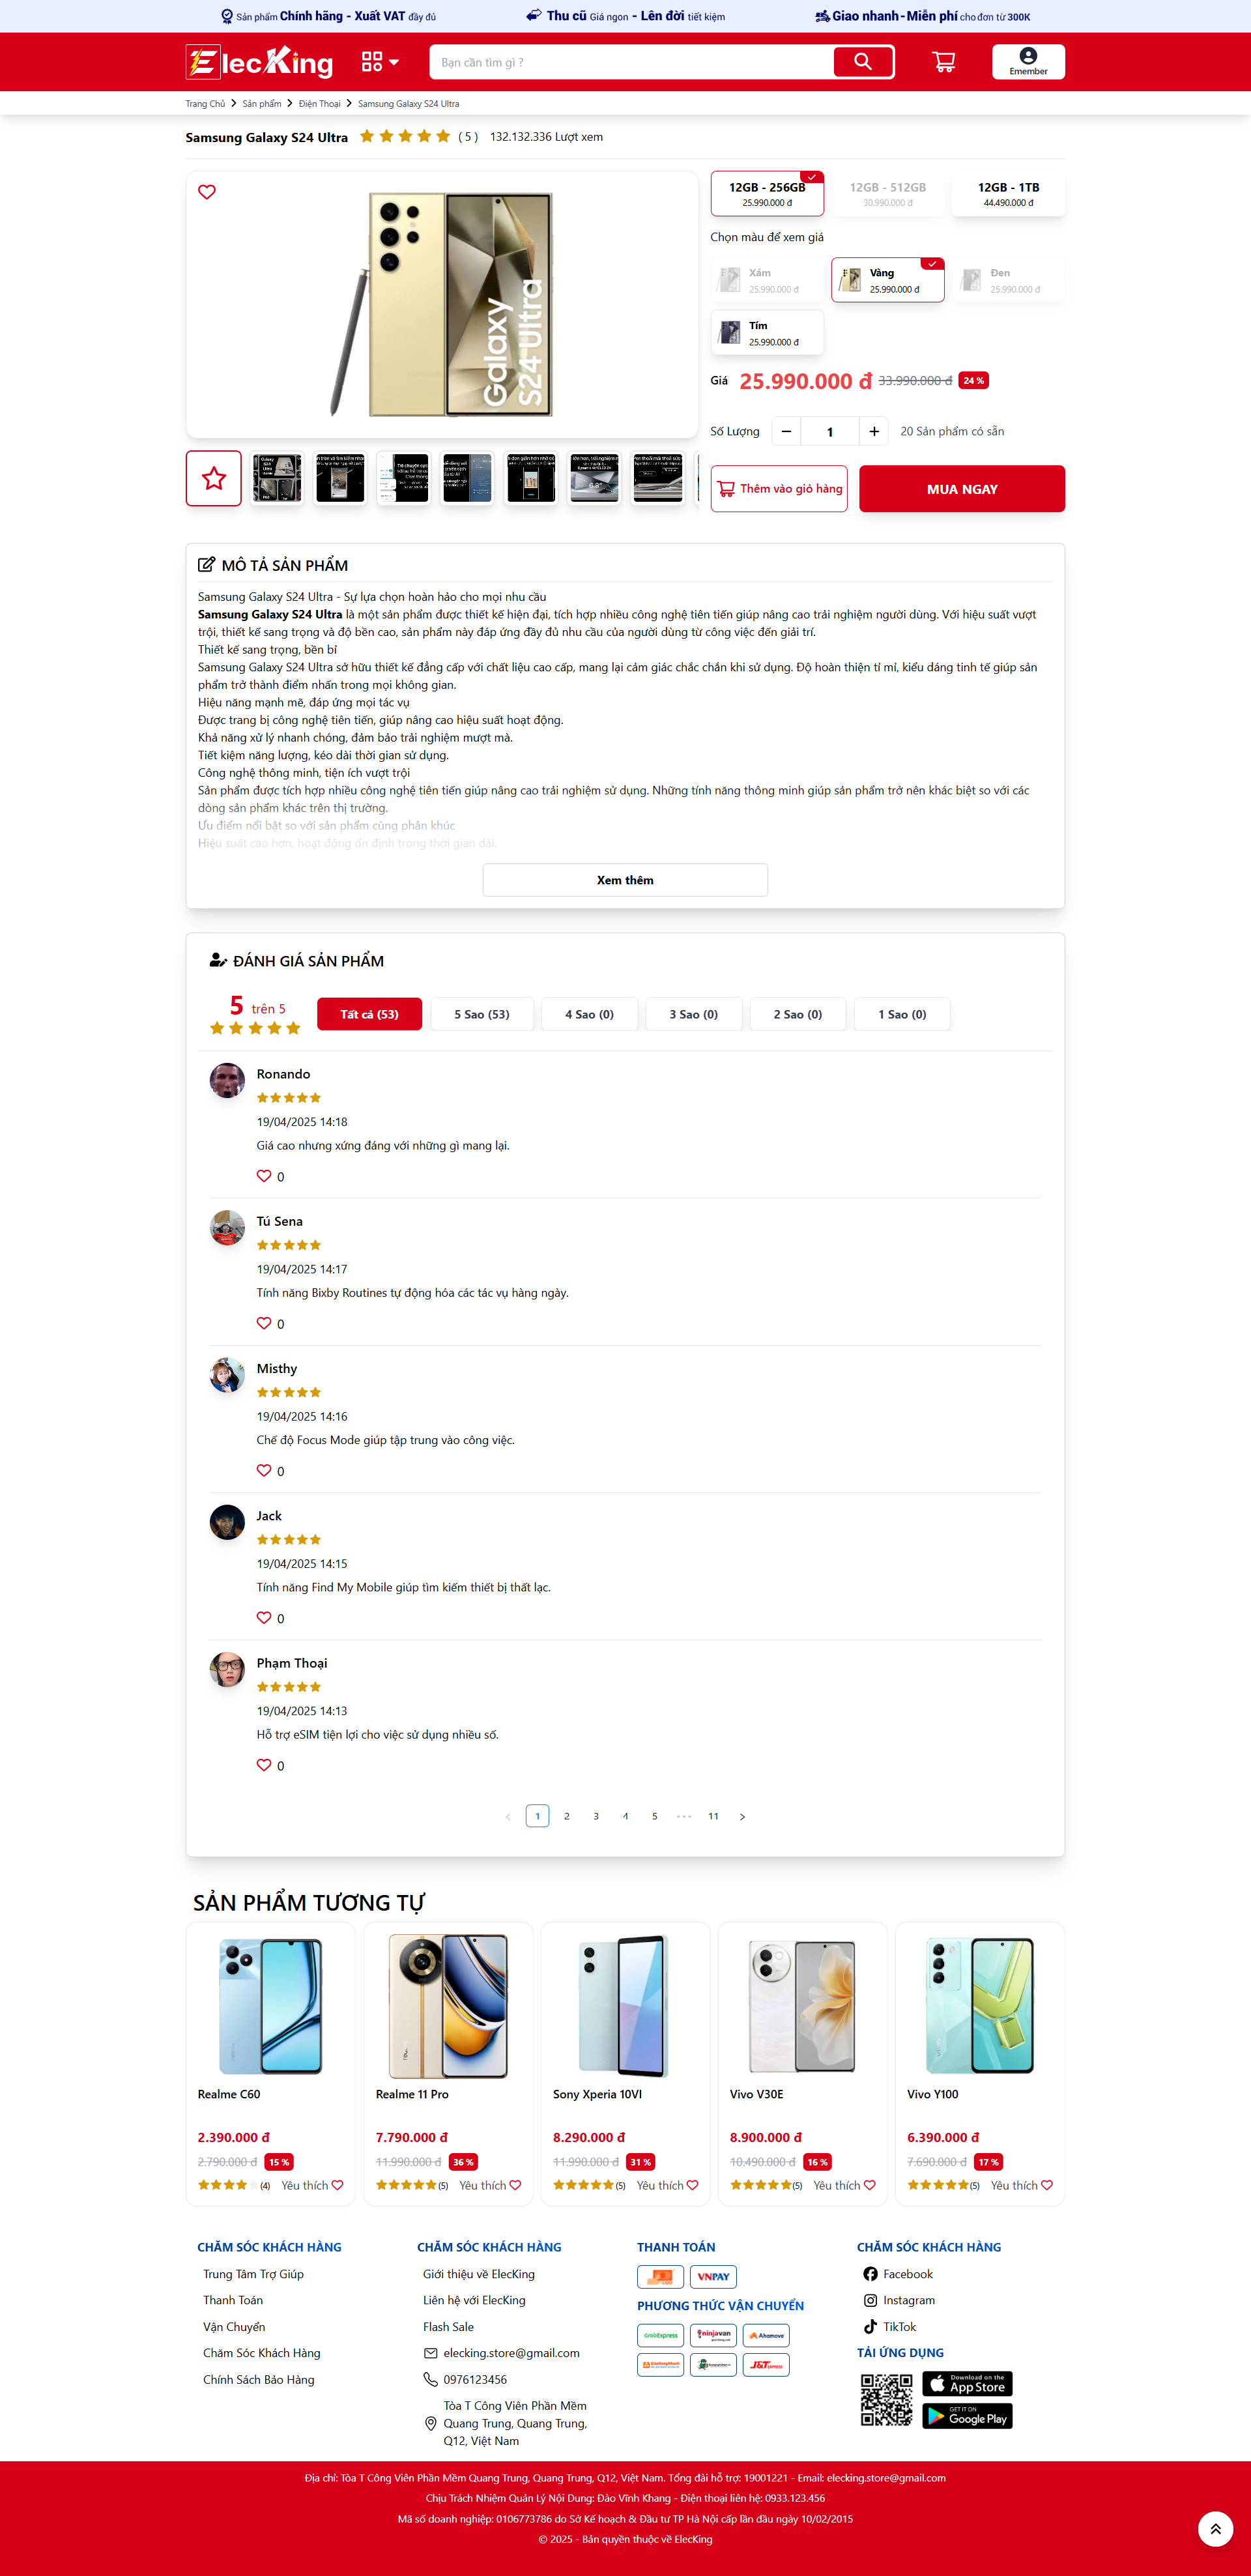 Sản phẩm Chính hãng - Xuất VAT đầy đủ
Thu cũ Giá ngon - Lên đời tiết kiệm
Giao nhanh - Miễn phí cho đơn từ 300K
ElecKing
Bạn cần tìm gì ?
Emember
Trang Chủ > Sản phẩm > Điện Thoại > Samsung Galaxy S24 Ultra
Samsung Galaxy S24 Ultra ( 5 ) 132.132.336 Lượt xem
Galaxy
S24 Ultra
12GB - 256GB
25.990.000 đ
12GB - 512GB
30.990.000 đ
12GB - 1TB
44.490.000 đ
Chọn màu để xem giá
Xám
25.990.000 đ
Vàng
25.990.000 đ
Đen
25.990.000 đ
Tím
25.990.000 đ
Giá 25.990.000 đ 33.990.000 đ 24 %
Số Lượng 1 20 Sản phẩm có sẵn
Thêm vào giỏ hàng
MUA NGAY
MÔ TẢ SẢN PHẨM
Samsung Galaxy S24 Ultra - Sự lựa chọn hoàn hảo cho mọi nhu cầu
Samsung Galaxy S24 Ultra là một sản phẩm được thiết kế hiện đại, tích hợp nhiều công nghệ tiên tiến giúp nâng cao trải nghiệm người dùng. Với hiệu suất vượt
trội, thiết kế sang trọng và độ bền cao, sản phẩm này đáp ứng đầy đủ nhu cầu của người dùng từ công việc đến giải trí.
Thiết kế sang trọng, bền bỉ
Samsung Galaxy S24 Ultra sở hữu thiết kế đẳng cấp với chất liệu cao cấp, mang lại cảm giác chắc chắn khi sử dụng. Độ hoàn thiện tỉ mỉ, kiểu dáng tinh tế giúp sản
phẩm trở thành điểm nhấn trong mọi không gian.
Hiệu năng mạnh mẽ, đáp ứng mọi tác vụ
Được trang bị công nghệ tiên tiến, giúp nâng cao hiệu suất hoạt động.
Khả năng xử lý nhanh chóng, đảm bảo trải nghiệm mượt mà.
Tiết kiệm năng lượng, kéo dài thời gian sử dụng.
Công nghệ thông minh, tiện ích vượt trội
Sản phẩm được tích hợp nhiều công nghệ tiên tiến giúp nâng cao trải nghiệm sử dụng. Những tính năng thông minh giúp sản phẩm trở nên khác biệt so với các
dòng sản phẩm khác trên thị trường.
Ưu điểm nổi bật so với sản phẩm cùng phân khúc
Hiệu suất cao hơn, hoạt động ổn định trong thời gian dài.
Xem thêm
ĐÁNH GIÁ SẢN PHẨM
5 trên 5
Tất cả (53)
5 Sao (53)
4 Sao (0)
3 Sao (0)
2 Sao (0)
1 Sao (0)
Ronando
19/04/2025 14:18
Giá cao nhưng xứng đáng với những gì mang lại.
0
Tú Sena
19/04/2025 14:17
Tính năng Bixby Routines tự động hóa các tác vụ hàng ngày.
0
Misthy
19/04/2025 14:16
Chế độ Focus Mode giúp tập trung vào công việc.
0
Jack
19/04/2025 14:15
Tính năng Find My Mobile giúp tìm kiếm thiết bị thất lạc.
0
Phạm Thoại
19/04/2025 14:13
Hỗ trợ eSIM tiện lợi cho việc sử dụng nhiều số.
0
< 1 2 3 4 5 ••• 11 >
SẢN PHẨM TƯƠNG TỰ
Realme C60
2.390.000 đ
2.790.000 đ 15 %
(4) Yêu thích
Realme 11 Pro
7.790.000 đ
11.990.000 đ 36 %
(5) Yêu thích
Sony Xperia 10VI
8.290.000 đ
11.990.000 đ 31 %
(5) Yêu thích
Vivo V30E
8.900.000 đ
10.490.000 đ 16 %
(5) Yêu thích
Vivo Y100
6.390.000 đ
7.690.000 đ 17 %
(5) Yêu thích
CHĂM SÓC KHÁCH HÀNG
Trung Tâm Trợ Giúp
Thanh Toán
Vận Chuyển
Chăm Sóc Khách Hàng
Chính Sách Bảo Hàng
CHĂM SÓC KHÁCH HÀNG
Giới thiệu về ElecKing
Liên hệ với ElecKing
Flash Sale
elecking.store@gmail.com
0976123456
Tòa T Công Viên Phần Mềm
Quang Trung, Quang Trung,
Q12, Việt Nam
THANH TOÁN
VNPAY
PHƯƠNG THỨC VẬN CHUYỂN
GrabExpress
ninjavan
Ahamove
J&T EXPRESS
CHĂM SÓC KHÁCH HÀNG
Facebook
Instagram
TikTok
TẢI ỨNG DỤNG
Download on the
App Store
GET IT ON
Google Play
Địa chỉ: Tòa T Công Viên Phần Mềm Quang Trung, Quang Trung, Q12, Việt Nam. Tổng đài hỗ trợ: 19001221 - Email: elecking.store@gmail.com
Chịu Trách Nhiệm Quản Lý Nội Dung: Đào Vĩnh Khang - Điện thoại liên hệ: 0933.123.456
Mã số doanh nghiệp: 0106773786 do Sở Kế hoạch & Đầu tư TP Hà Nội cấp lần đầu ngày 10/02/2015
© 2025 - Bản quyền thuộc về ElecKing